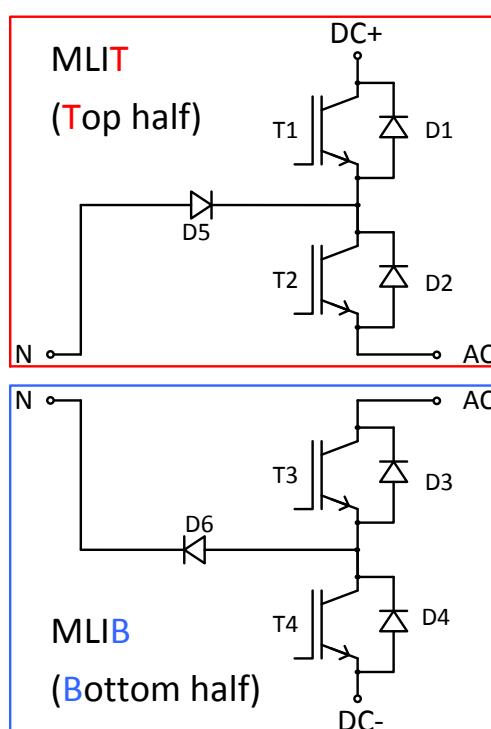 DC+
MLIT
(Top half)
T1
D1
D5
T2
D2
N
AC
N
AC
T3
D3
D6
T4
D4
MLIB
(Bottom half)
DC-